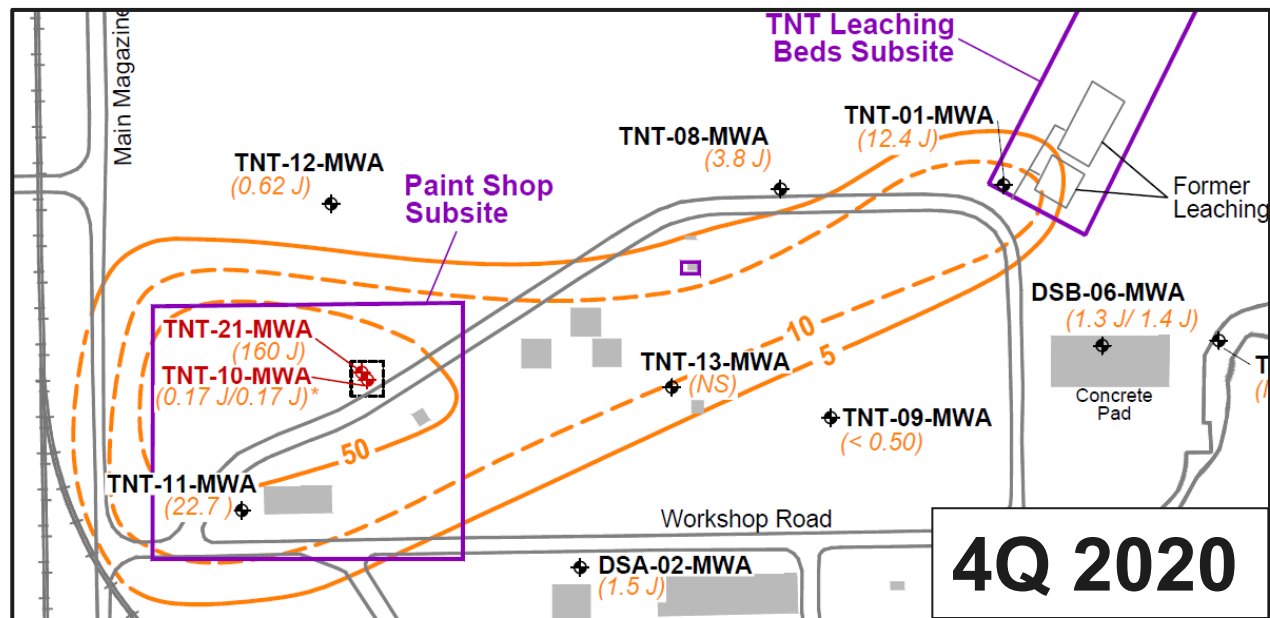 TNT Leaching
Beds Subsite
Main Magazine
TNT-01-MWA
(12.4 J)
TNT-08-MWA
(3.8 J)
TNT-12-MWA
(0.62 J)
Paint Shop
Subsite
Former
Leaching
DSB-06-MWA
(1.3 J/ 1.4 J)
TNT-21-MWA
(160 J)
TNT-10-MWA
(0.17 J/0.17 J)*
10
5
TNT-13-MWA
(NS)
TNT-09-MWA
(< 0.50)
Concrete
Pad
50
TNT-11-MWA
(22.7 )
Workshop Road
DSA-02-MWA
(1.5 J)
4Q 2020